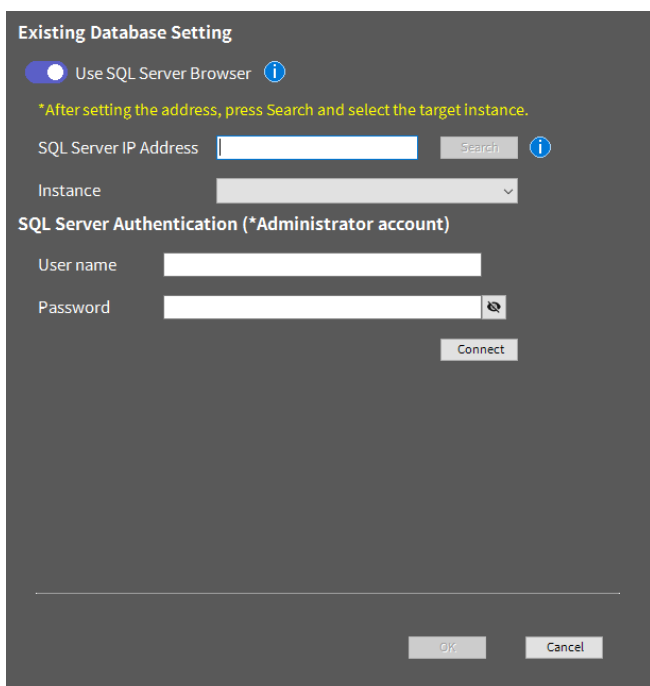 Existing Database Setting
Use SQL Server Browser i
*After setting the address, press Search and select the target instance.
SQL Server IP Address Search i
Instance
SQL Server Authentication (*Administrator account)
User name
Password
Connect
OK Cancel